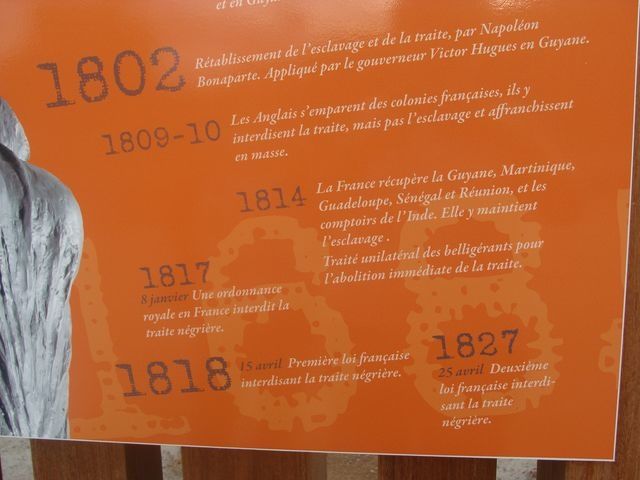 et en Guya
1802
Rétablissement de l'esclavage et de la traite, par Napoléon
Bonaparte. Appliqué par le gouverneur Victor Hugues en Guyane.
1809-10
Les Anglais s'emparent des colonies françaises, ils y
interdisent la traite, mais pas l'esclavage et affranchissent
en masse.
1814
La France récupère la Guyane, Martinique,
Guadeloupe, Sénégal et Réunion, et les
comptoirs de l'Inde. Elle y maintient
l'esclavage .
Traité unilatéral des belligérants pour
l'abolition immédiate de la traite.
1817
8 janvier Une ordonnance
royale en France interdit la
traite négrière.
1818
15 avril Première loi française
interdisant la traite négrière.
1827
25 avril Deuxième
loi française interdi-
sant la traite
négrière.